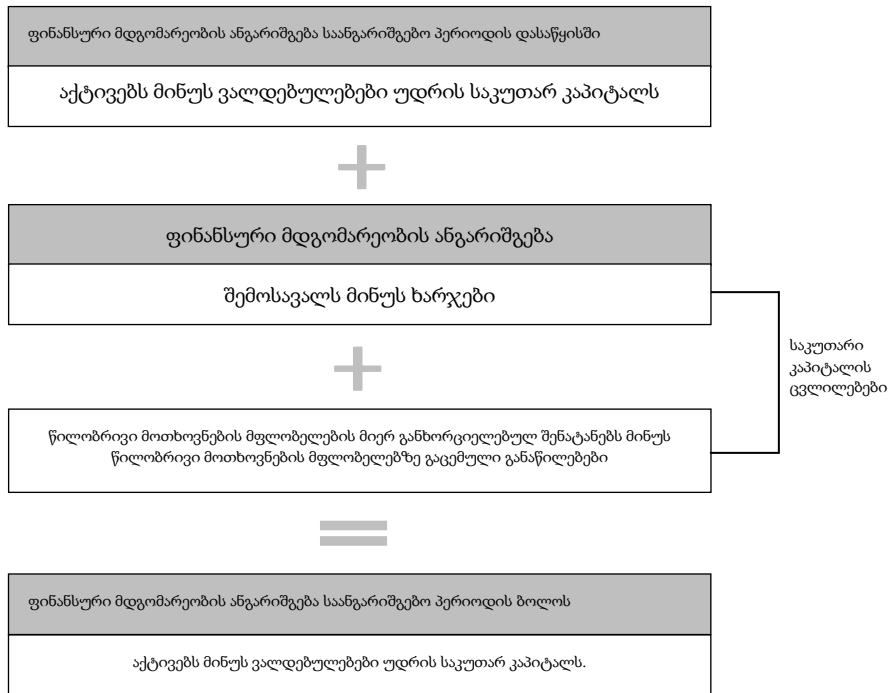 ფინანსური მდგომარეობის ანგარიშგება საანგარიშგებო პერიოდის დასაწყისში
აქტივებს მინუს ვალდებულებები უდრის საკუთარ კაპიტალს
+
ფინანსური მდგომარეობის ანგარიშგება
შემოსავალს მინუს ხარჯები
+
საკუთარი
კაპიტალის
ცვლილებები
წილობრივი მოთხოვნების მფლობელების მიერ განხორციელებულ შენატანებს მინუს
წილობრივი მოთხოვნების მფლობელებზე გაცემული განაწილებები
=
ფინანსური მდგომარეობის ანგარიშგება საანგარიშგებო პერიოდის ბოლოს
აქტივებს მინუს ვალდებულებები უდრის საკუთარ კაპიტალს.